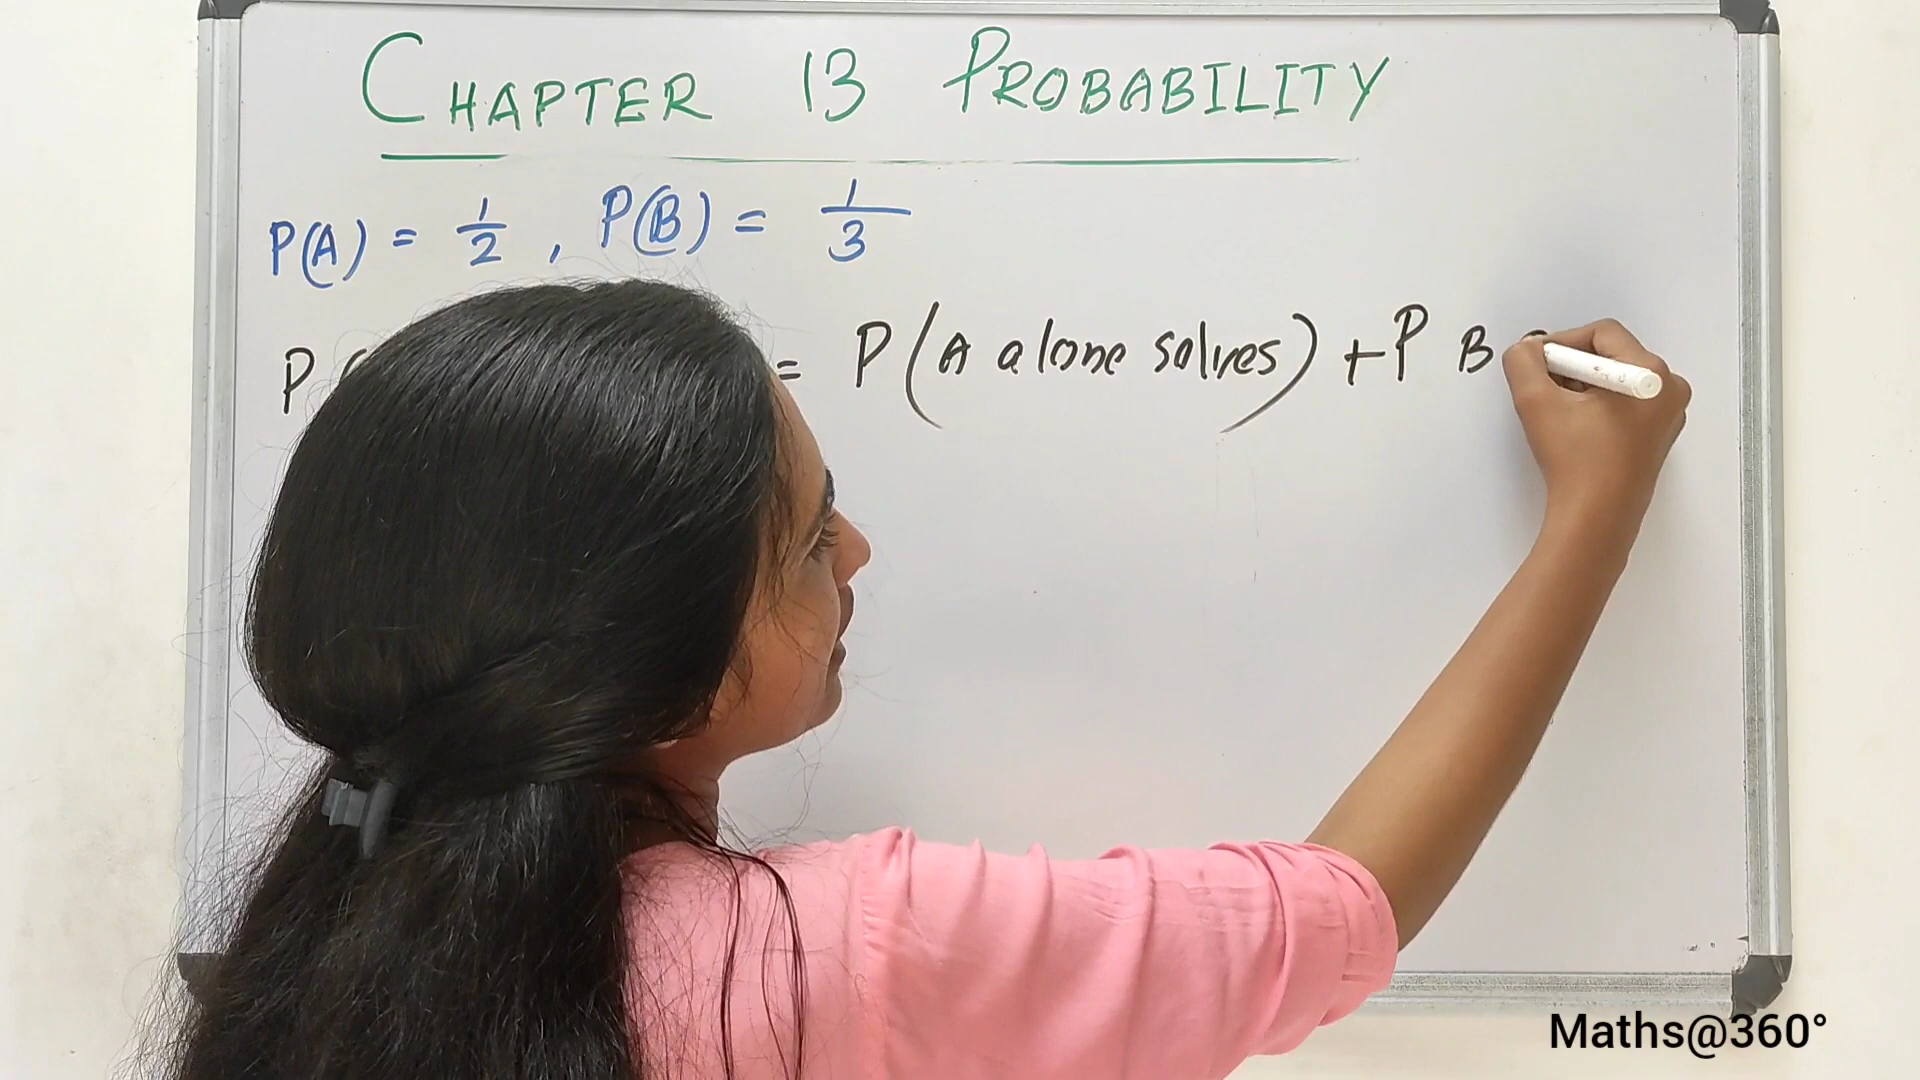 CHAPTER 13 PROBABILITY
P(A) = 1/2 , P(B) = 1/3
P ( = P(A alone solves) + P B
Maths@360°